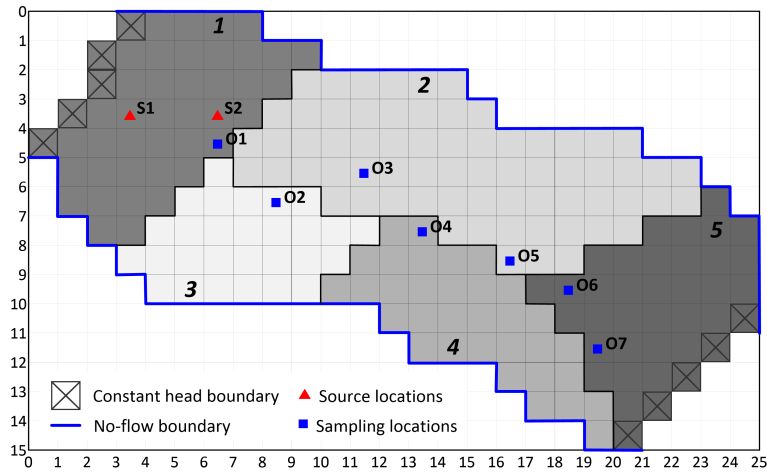 0
1
2
3
4
5
6
7
8
9
10
11
12
13
14
15
1
2
S1
S2
O1
O3
O2
O4
5
O5
3
O6
4
O7
Constant head boundary
Source locations
No-flow boundary
Sampling locations
0 1 2 3 4 5 6 7 8 9 10 11 12 13 14 15 16 17 18 19 20 21 22 23 24 25